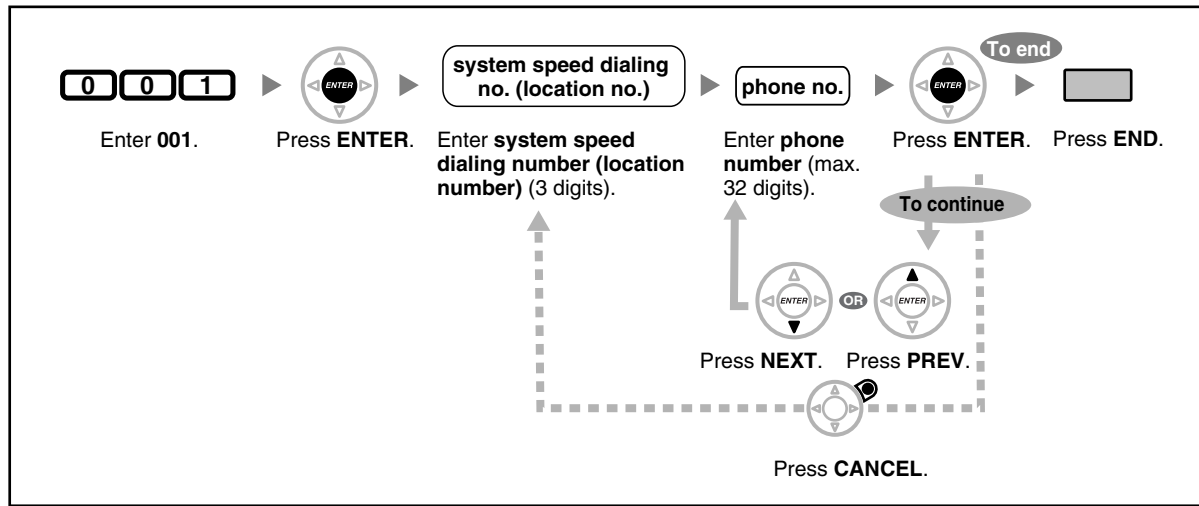 To end
0 0 1
ENTER
system speed dialing
no. (location no.)
phone no.
ENTER
Enter 001.
Press ENTER.
Enter system speed
dialing number (location
number) (3 digits).
Enter phone
number (max.
32 digits).
Press ENTER.
Press END.
To continue
ENTER
OR
ENTER
Press NEXT.
Press PREV.
Press CANCEL.